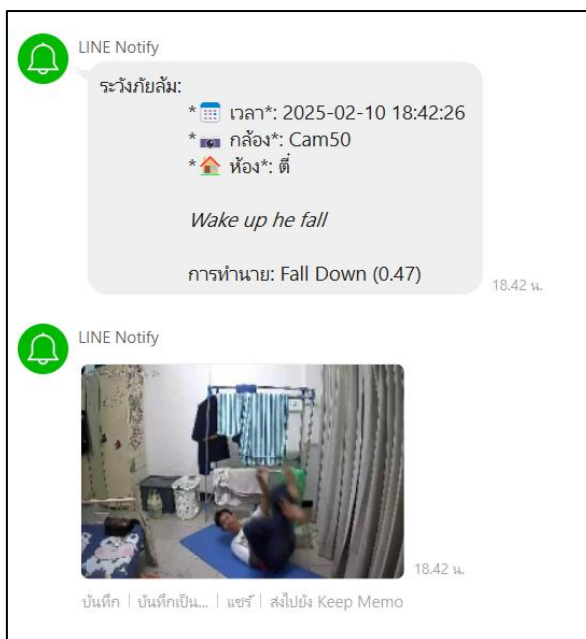 LINE Notify
ระวังภัยล้ม:
*🗓 เวลา*: 2025-02-10 18:42:26
*📷 กล้อง*: Cam50
*🏠 ห้อง*: ตี๋
Wake up he fall
การทำนาย: Fall Down (0.47)
18.42 น.
LINE Notify
18.42 น.
บันทึก | บันทึกเป็น... | แชร์ | ส่งไปยัง Keep Memo